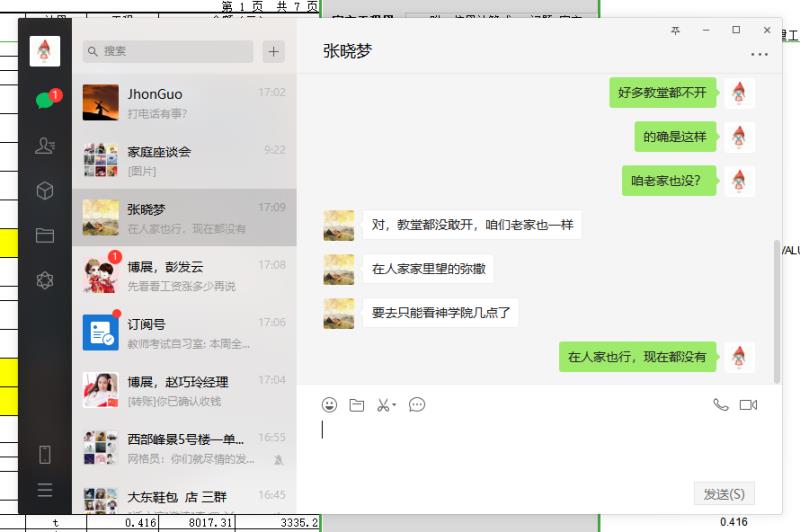 第 1 页 共 7 页
搜索
张晓梦
JhonGuo
17:02
打电话有事?
家庭座谈会
9:22
[图片]
张晓梦
17:09
在人家也行，现在都没有
博展，彭发云
17:08
先看看工资涨多少再说
订阅号
17:06
教师考试自习室: 本周全...
博展，赵巧玲经理
17:04
[转账]你已确认收钱
西部峰景5号楼一单...
16:55
网格员：你们就尽情的发...
大东鞋包 店 三群
16:45
1
1
好多教堂都不开
的确是这样
咱老家也没？
对，教堂都没敢开，咱们老家也一样
在人家家里望的弥撒
要去只能看神学院几点了
在人家也行，现在都没有
发送(S)
t
0.416
8017.31
3335.2
0.416